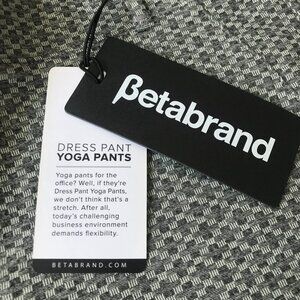 βetabrand
DRESS PANT
YOGA PANTS
Yoga pants for the
office? Well, if they're
Dress Pant Yoga Pants,
we don't think that's a
stretch. After all,
today's challenging
business environment
demands flexibility.
BETABRAND.COM